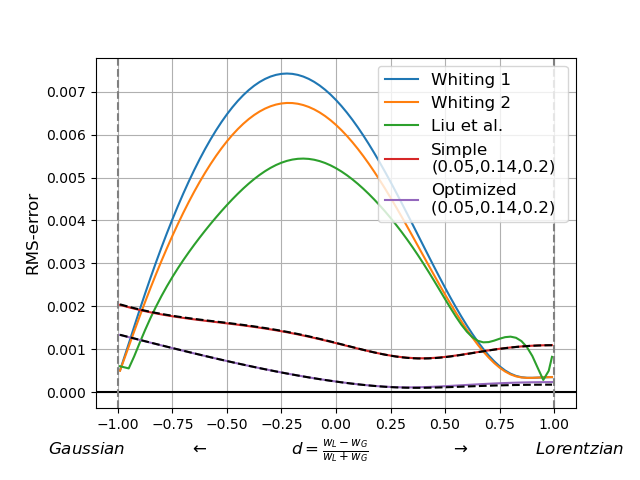 0.007
0.006
0.005
0.004
0.003
0.002
0.001
0.000
RMS-error
Whiting 1
Whiting 2
Liu et al.
Simple
(0.05,0.14,0.2)
Optimized
(0.05,0.14,0.2)
−1.00 −0.75 −0.50 −0.25 0.00 0.25 0.50 0.75 1.00
Gaussian ← d = \frac{w_L − w_G}{w_L + w_G} → Lorentzian